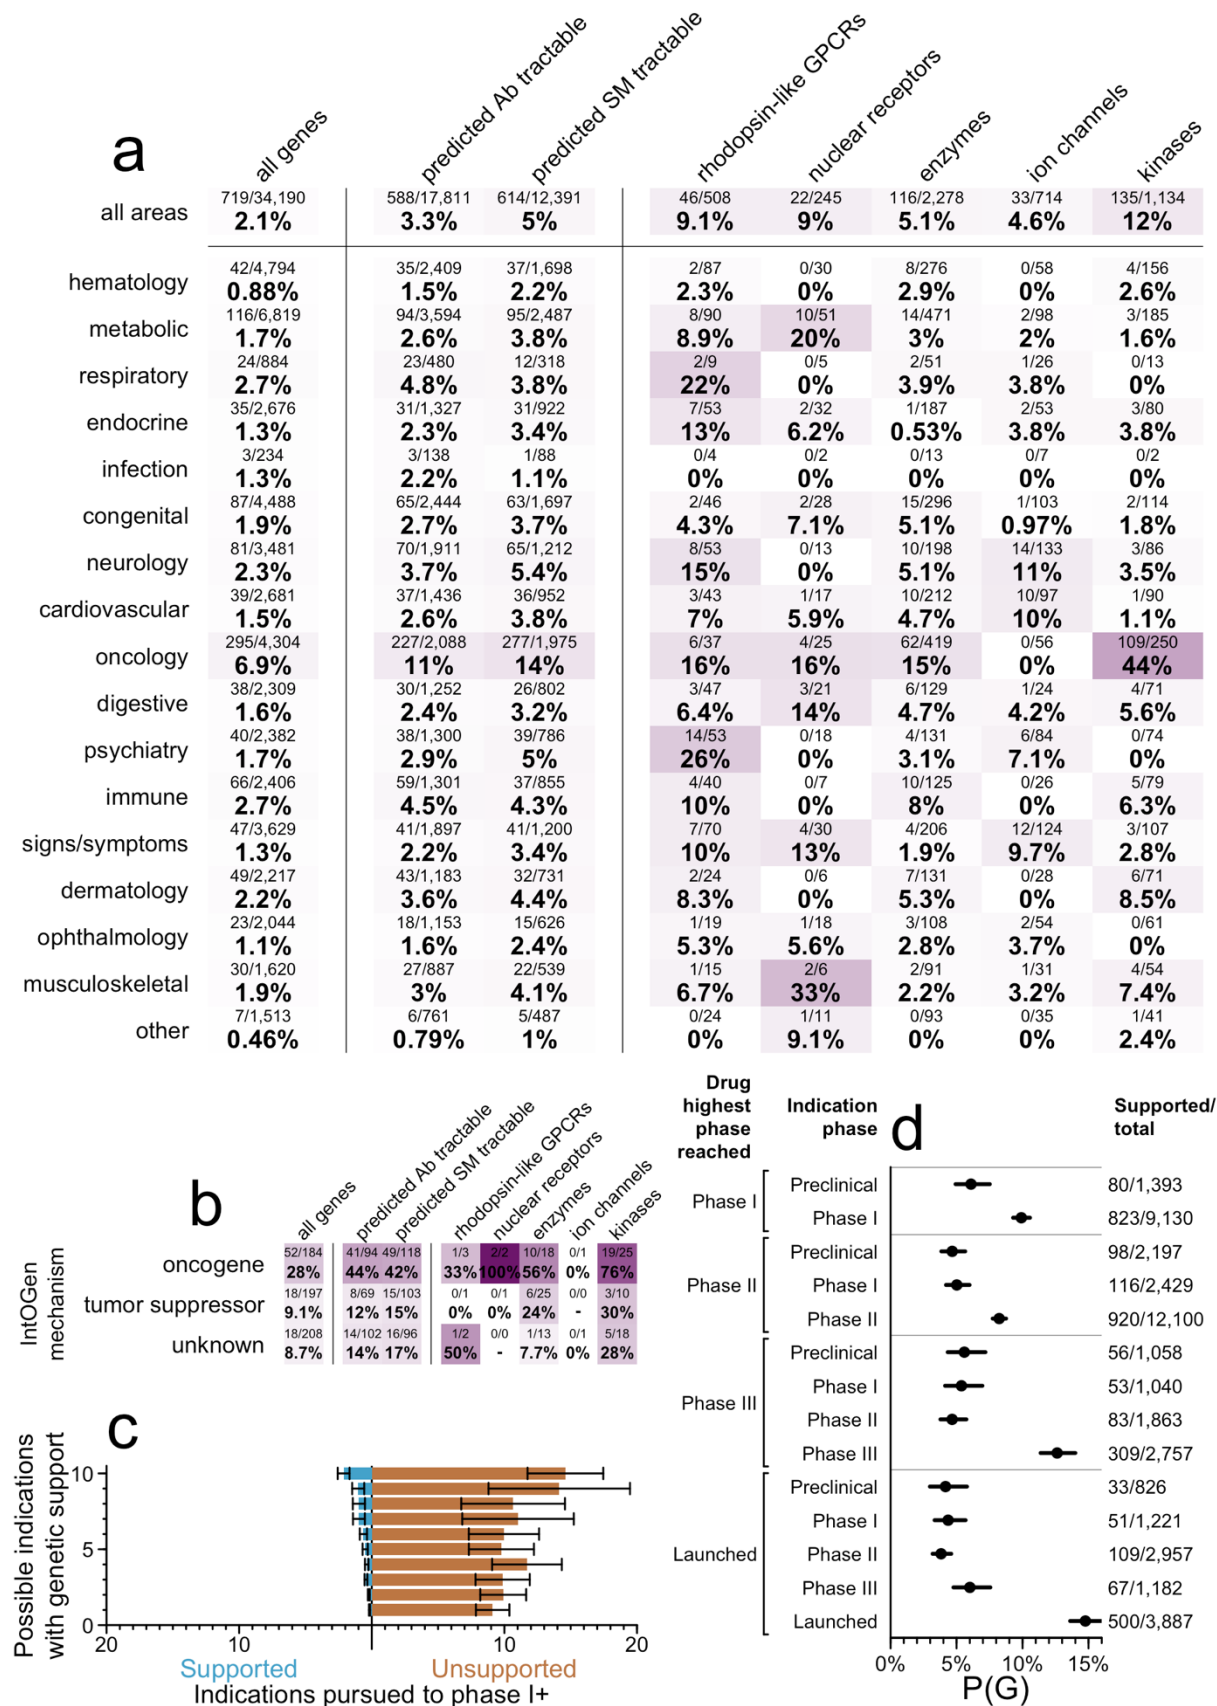 a
all genes
predicted Ab tractable
predicted SM tractable
rhodopsin-like GPCRs
nuclear receptors
enzymes
ion channels
kinases
719/34,190 588/17,811 614/12,391 46/508 22/245 116/2,278 33/714 135/1,134
all areas 2.1% 3.3% 5% 9.1% 9% 5.1% 4.6% 12%
42/4,794 35/2,409 37/1,698 2/87 0/30 8/276 0/58 4/156
hematology 0.88% 1.5% 2.2% 2.3% 0% 2.9% 0% 2.6%
116/6,819 94/3,594 95/2,487 8/90 10/51 14/471 2/98 3/185
metabolic 1.7% 2.6% 3.8% 8.9% 20% 3% 2% 1.6%
24/884 23/480 12/318 2/9 0/5 2/51 1/26 0/13
respiratory 2.7% 4.8% 3.8% 22% 0% 3.9% 3.8% 0%
35/2,676 31/1,327 31/922 7/53 2/32 1/187 2/53 3/80
endocrine 1.3% 2.3% 3.4% 13% 6.2% 0.53% 3.8% 3.8%
3/234 3/138 1/88 0/4 0/2 0/13 0/7 0/2
infection 1.3% 2.2% 1.1% 0% 0% 0% 0% 0%
87/4,488 65/2,444 63/1,697 2/46 2/28 15/296 1/103 2/114
congenital 1.9% 2.7% 3.7% 4.3% 7.1% 5.1% 0.97% 1.8%
81/3,481 70/1,911 65/1,212 8/53 0/13 10/198 14/133 3/86
neurology 2.3% 3.7% 5.4% 15% 0% 5.1% 11% 3.5%
39/2,681 37/1,436 36/952 3/43 1/17 10/212 10/97 1/90
cardiovascular 1.5% 2.6% 3.8% 7% 5.9% 4.7% 10% 1.1%
295/4,304 227/2,088 277/1,975 6/37 4/25 62/419 0/56 109/250
oncology 6.9% 11% 14% 16% 16% 15% 0% 44%
38/2,309 30/1,252 26/802 3/47 3/21 6/129 1/24 4/71
digestive 1.6% 2.4% 3.2% 6.4% 14% 4.7% 4.2% 5.6%
40/2,382 38/1,300 39/786 14/53 0/18 4/131 6/84 0/74
psychiatry 1.7% 2.9% 5% 26% 0% 3.1% 7.1% 0%
66/2,406 59/1,301 37/855 4/40 0/7 10/125 0/26 5/79
immune 2.7% 4.5% 4.3% 10% 0% 8% 0% 6.3%
47/3,629 41/1,897 41/1,200 7/70 4/30 4/206 12/124 3/107
signs/symptoms 1.3% 2.2% 3.4% 10% 13% 1.9% 9.7% 2.8%
49/2,217 43/1,183 32/731 2/24 0/6 7/131 0/28 6/71
dermatology 2.2% 3.6% 4.4% 8.3% 0% 5.3% 0% 8.5%
23/2,044 18/1,153 15/626 1/19 1/18 3/108 2/54 0/61
ophthalmology 1.1% 1.6% 2.4% 5.3% 5.6% 2.8% 3.7% 0%
30/1,620 27/887 22/539 1/15 2/6 2/91 1/31 4/54
musculoskeletal 1.9% 3% 4.1% 6.7% 33% 2.2% 3.2% 7.4%
7/1,513 6/761 5/487 0/24 1/11 0/93 0/35 1/41
other 0.46% 0.79% 1% 0% 9.1% 0% 0% 2.4%
b
all genes
predicted Ab tractable
predicted SM tractable
rhodopsin-like GPCRs
nuclear receptors
enzymes
ion channels
kinases
IntOGen
mechanism
52/184 41/94 49/118 1/3 2/2 10/18 0/1 19/25
oncogene 28% 44% 42% 33% 100% 56% 0% 76%
18/197 8/69 15/103 0/1 0/1 6/25 0/0 3/10
tumor suppressor 9.1% 12% 15% 0% 0% 24% - 30%
18/208 14/102 16/96 1/2 0/0 1/13 0/1 5/18
unknown 8.7% 14% 17% 50% - 7.7% 0% 28%
c
Possible indications
with genetic support
10
5
0
20 10 10 20
Supported Unsupported
Indications pursued to phase I+
d
Drug
highest
phase
reached
Indication
phase
Supported/
total
Phase I
Preclinical 80/1,393
Phase I 823/9,130
Phase II
Preclinical 98/2,197
Phase I 116/2,429
Phase II 920/12,100
Phase III
Preclinical 56/1,058
Phase I 53/1,040
Phase II 83/1,863
Phase III 309/2,757
Launched
Preclinical 33/826
Phase I 51/1,221
Phase II 109/2,957
Phase III 67/1,182
Launched 500/3,887
0% 5% 10% 15%
P(G)